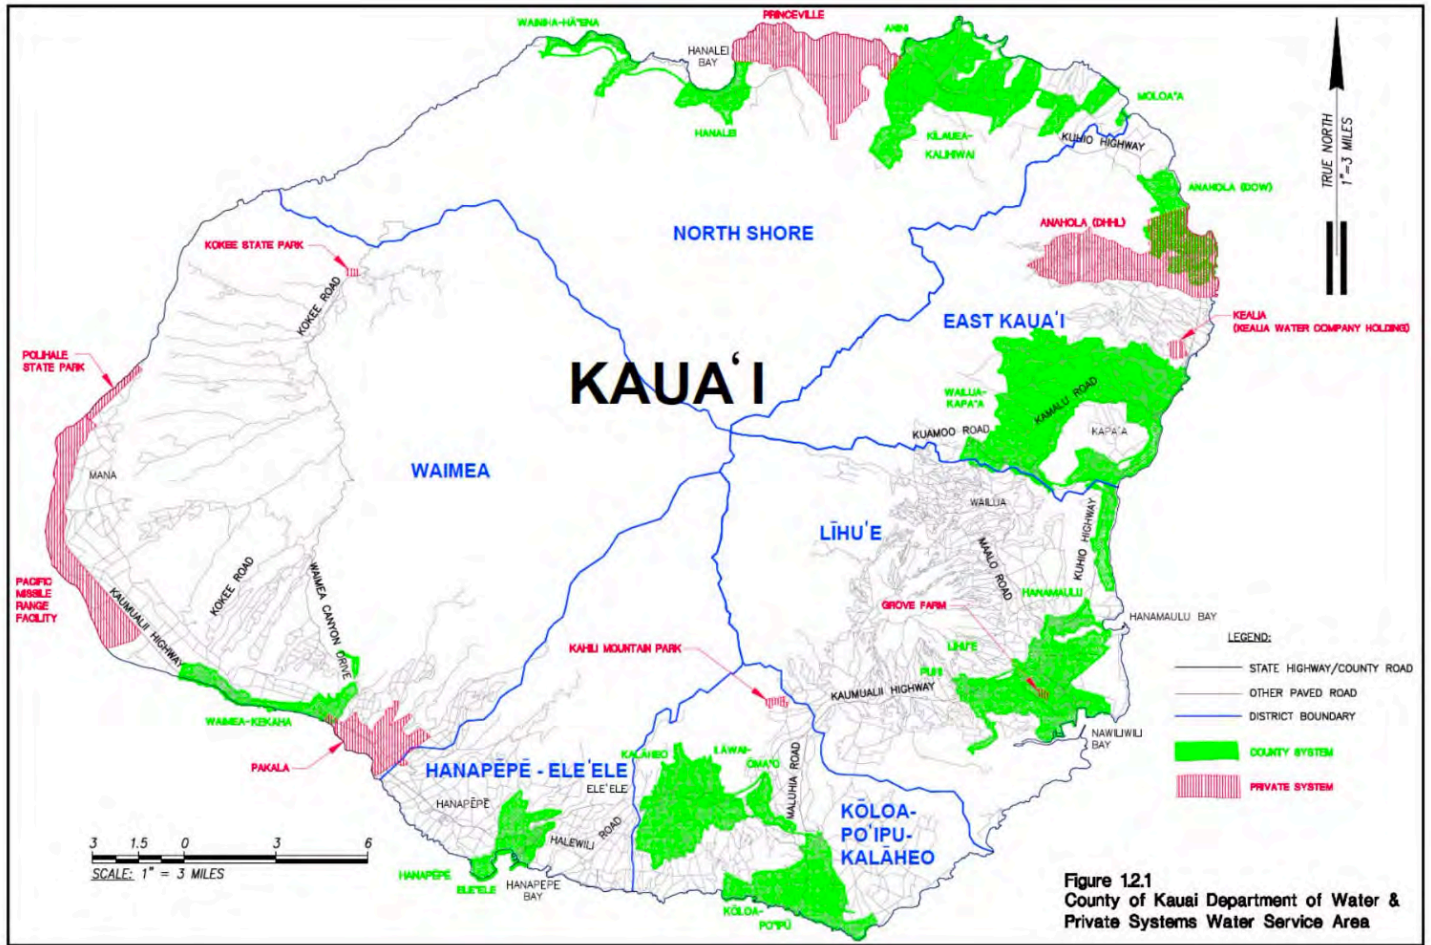 WAINIHA-HĀ'ENA
PRINCEVILLE
ANINI
HANALEI
BAY
MOLOA'A
HANALEI
KILAUEA-
KALIHIWAI
KUHIO HIGHWAY
TRUE NORTH
1"=3 MILES
ANAHOLA (DOW)
NORTH SHORE
ANAHOLA (DHHL)
KOKEE STATE PARK
KOKEE ROAD
EAST KAUA'I
KEALIA
(KEALIA WATER COMPANY HOLDING)
POLIHALE
STATE PARK
KAUAʻI
WAILUA-
KAPA'A
KAMALU ROAD
KUAMOO ROAD
KAPA'A
MANA
WAIMEA
WAILUA
LĪHU'E
MAALO ROAD
KUHIO HIGHWAY
PACIFIC
MISSILE
RANGE
FACILITY
KAUMUALII HIGHWAY
KOKEE ROAD
WAIMEA CANYON DRIVE
HANAMAULU
GROVE FARM
HANAMAULU BAY
LEGEND:
KAHILI MOUNTAIN PARK
LĪHU'E
PUHI
STATE HIGHWAY/COUNTY ROAD
KAUMUALII HIGHWAY
OTHER PAVED ROAD
DISTRICT BOUNDARY
WAIMEA-KEKAHA
NAWILIWILI
BAY
COUNTY SYSTEM
PAKALA
KALĀHEO
LĀWAI-
ŌMA'O
HANAPĒPĒ - ELE'ELE
ELE'ELE
MALUHIA ROAD
PRIVATE SYSTEM
HANAPĒPĒ
KŌLOA-
PO'IPU-
KALĀHEO
HALEWILI ROAD
3 1.5 0 3 6
SCALE: 1" = 3 MILES
HANAPĒPĒ
ELE'ELE
HANAPEPE
BAY
KŌLOA-
PO'IPŪ
Figure 1.2.1
County of Kauai Department of Water &
Private Systems Water Service Area